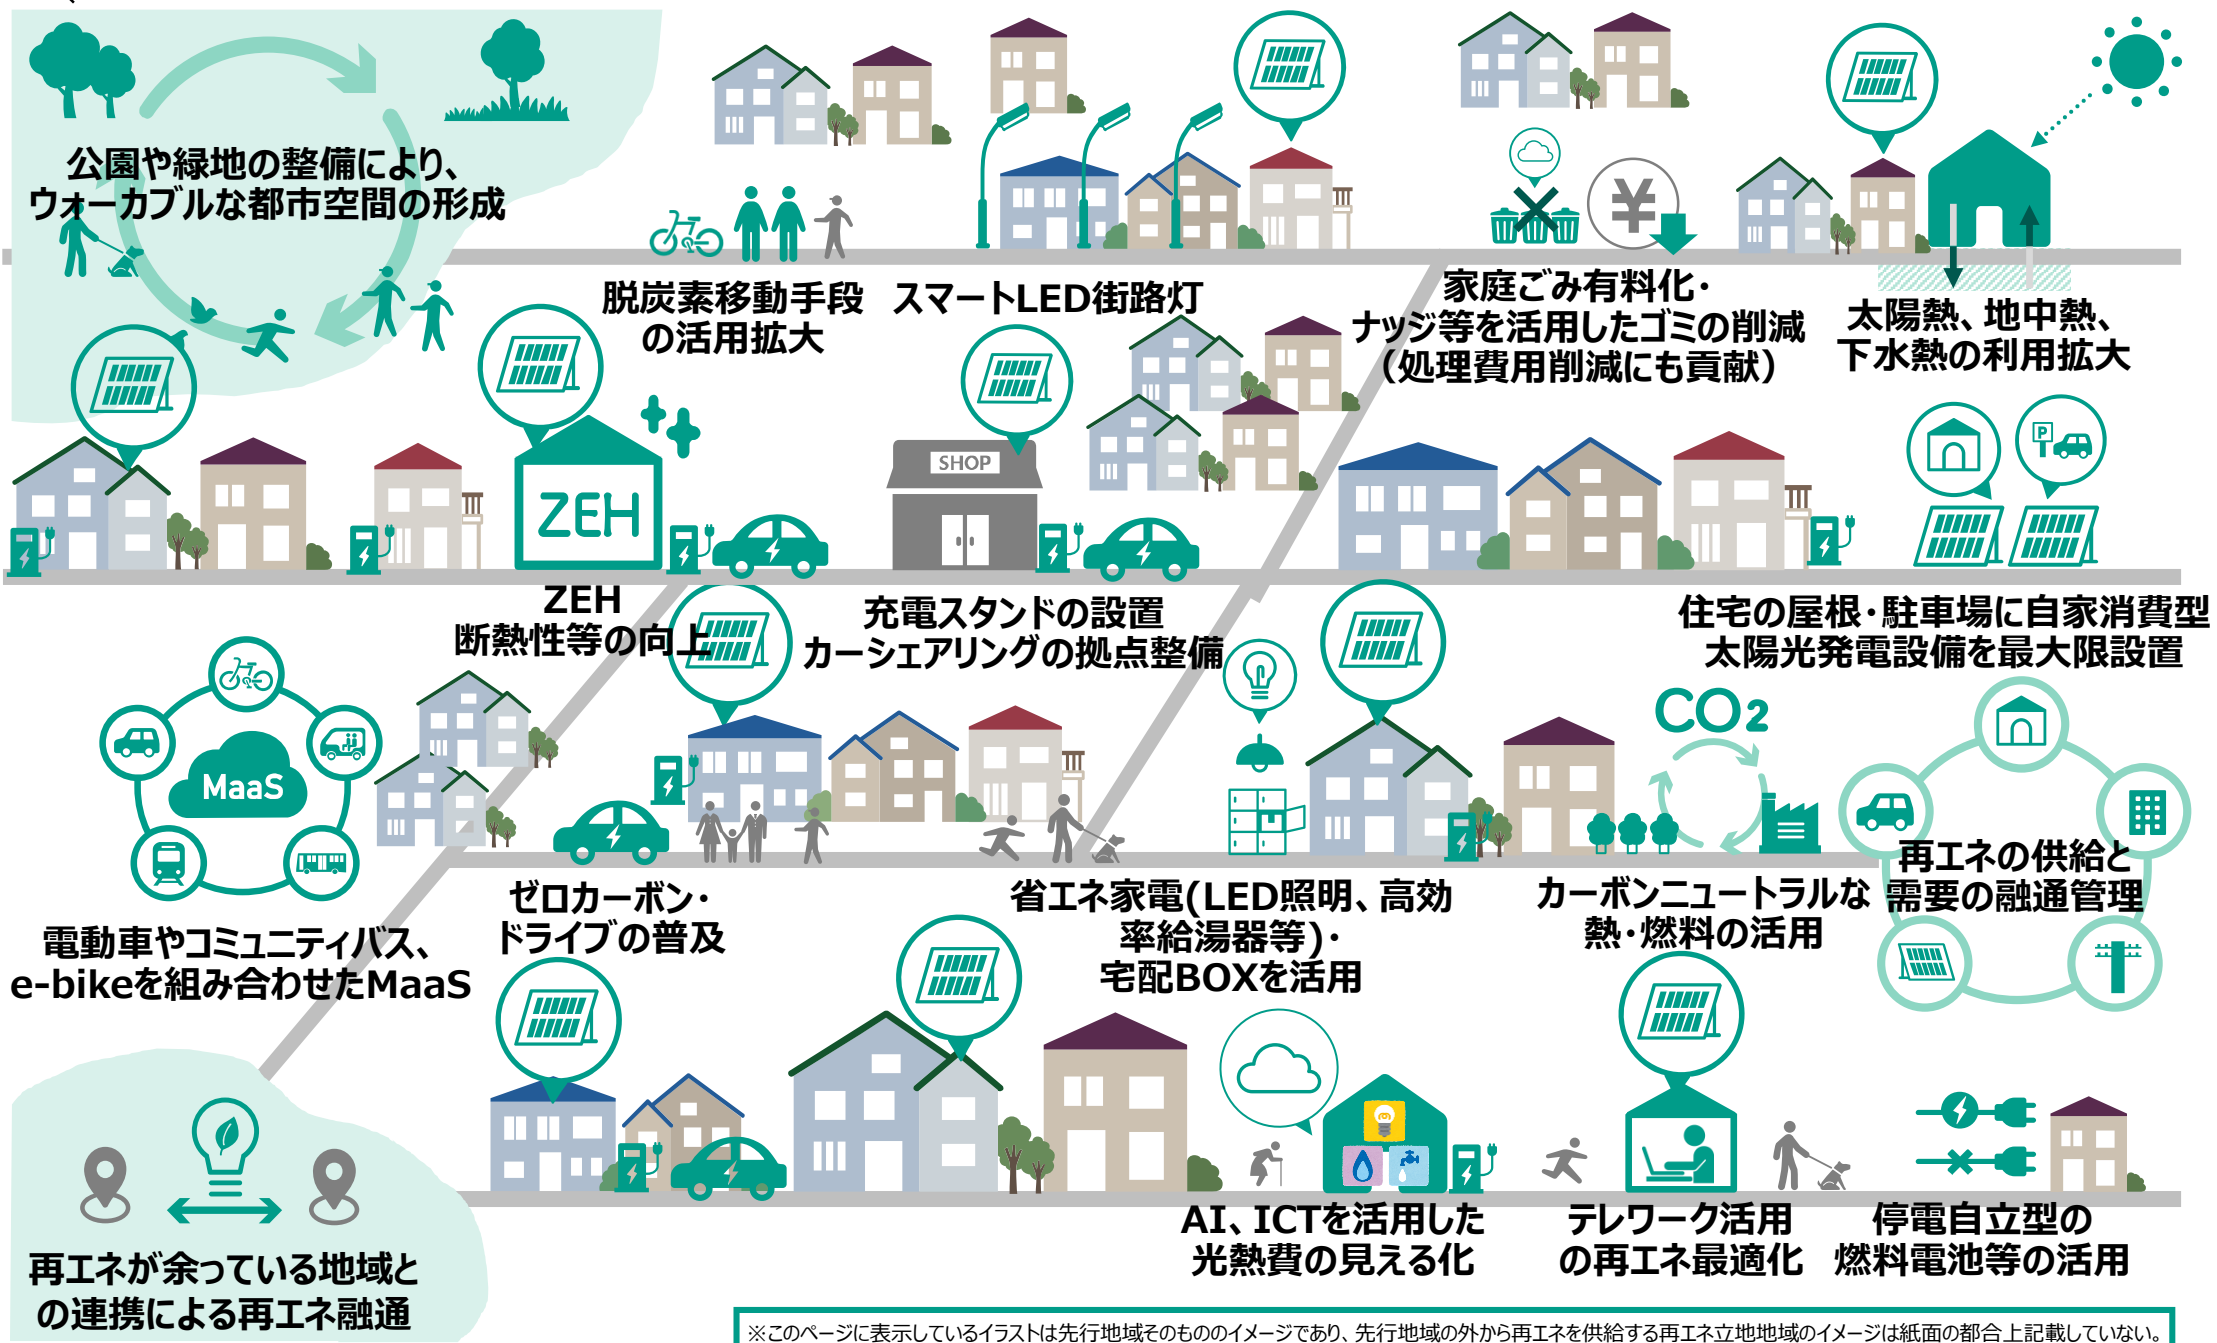 公園や緑地の整備により、
ウォーカブルな都市空間の形成
脱炭素移動手段
の活用拡大
スマートLED街路灯
¥
家庭ごみ有料化・
ナッジ等を活用したゴミの削減
（処理費用削減にも貢献）
太陽熱、地中熱、
下水熱の利用拡大
ZEH
ZEH
断熱性等の向上
SHOP
充電スタンドの設置
カーシェアリングの拠点整備
P
住宅の屋根・駐車場に自家消費型
太陽光発電設備を最大限設置
MaaS
電動車やコミュニティバス、
e-bikeを組み合わせたMaaS
ゼロカーボン・
ドライブの普及
省エネ家電(LED照明、高効
率給湯器等)・
宅配BOXを活用
CO2
カーボンニュートラルな
熱・燃料の活用
再エネの供給と
需要の融通管理
再エネが余っている地域と
の連携による再エネ融通
AI、ICTを活用した
光熱費の見える化
テレワーク活用
の再エネ最適化
停電自立型の
燃料電池等の活用
※このページに表示しているイラストは先行地域そのもののイメージであり、先行地域の外から再エネを供給する再エネ立地地域のイメージは紙面の都合上記載していない。